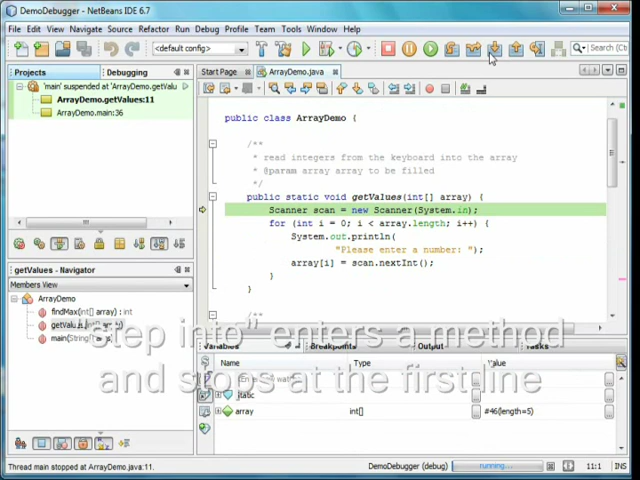 DemoDebugger - NetBeans IDE 6.7
File Edit View Navigate Source Refactor Run Debug Profile Team Tools Window Help
<default config>
Search (Ctrl
Projects Debugging
Start Page ArrayDemo.java
'main' suspended at 'ArrayDemo.getValu
ArrayDemo.getValues:11
ArrayDemo.main:36
public class ArrayDemo {
/**
* read integers from the keyboard into the array
* @param array array to be filled
*/
public static void getValues(int[] array) {
Scanner scan = new Scanner(System.in);
for (int i = 0; i < array.length; i++) {
System.out.println(
"Please enter a number: ");
array[i] = scan.nextInt();
}
}
/**
getValues - Navigator
Members View
ArrayDemo
findMax(int[] array) : int
getValues(int[] array)
main(String[] args)
"step into" enters a method
and stops at the first line
Variables Breakpoints Output Tasks
Name Type Value
Static
array int[] #46(length=5)
Thread main stopped at ArrayDemo.java:11.
DemoDebugger (debug) running... 11:1 INS